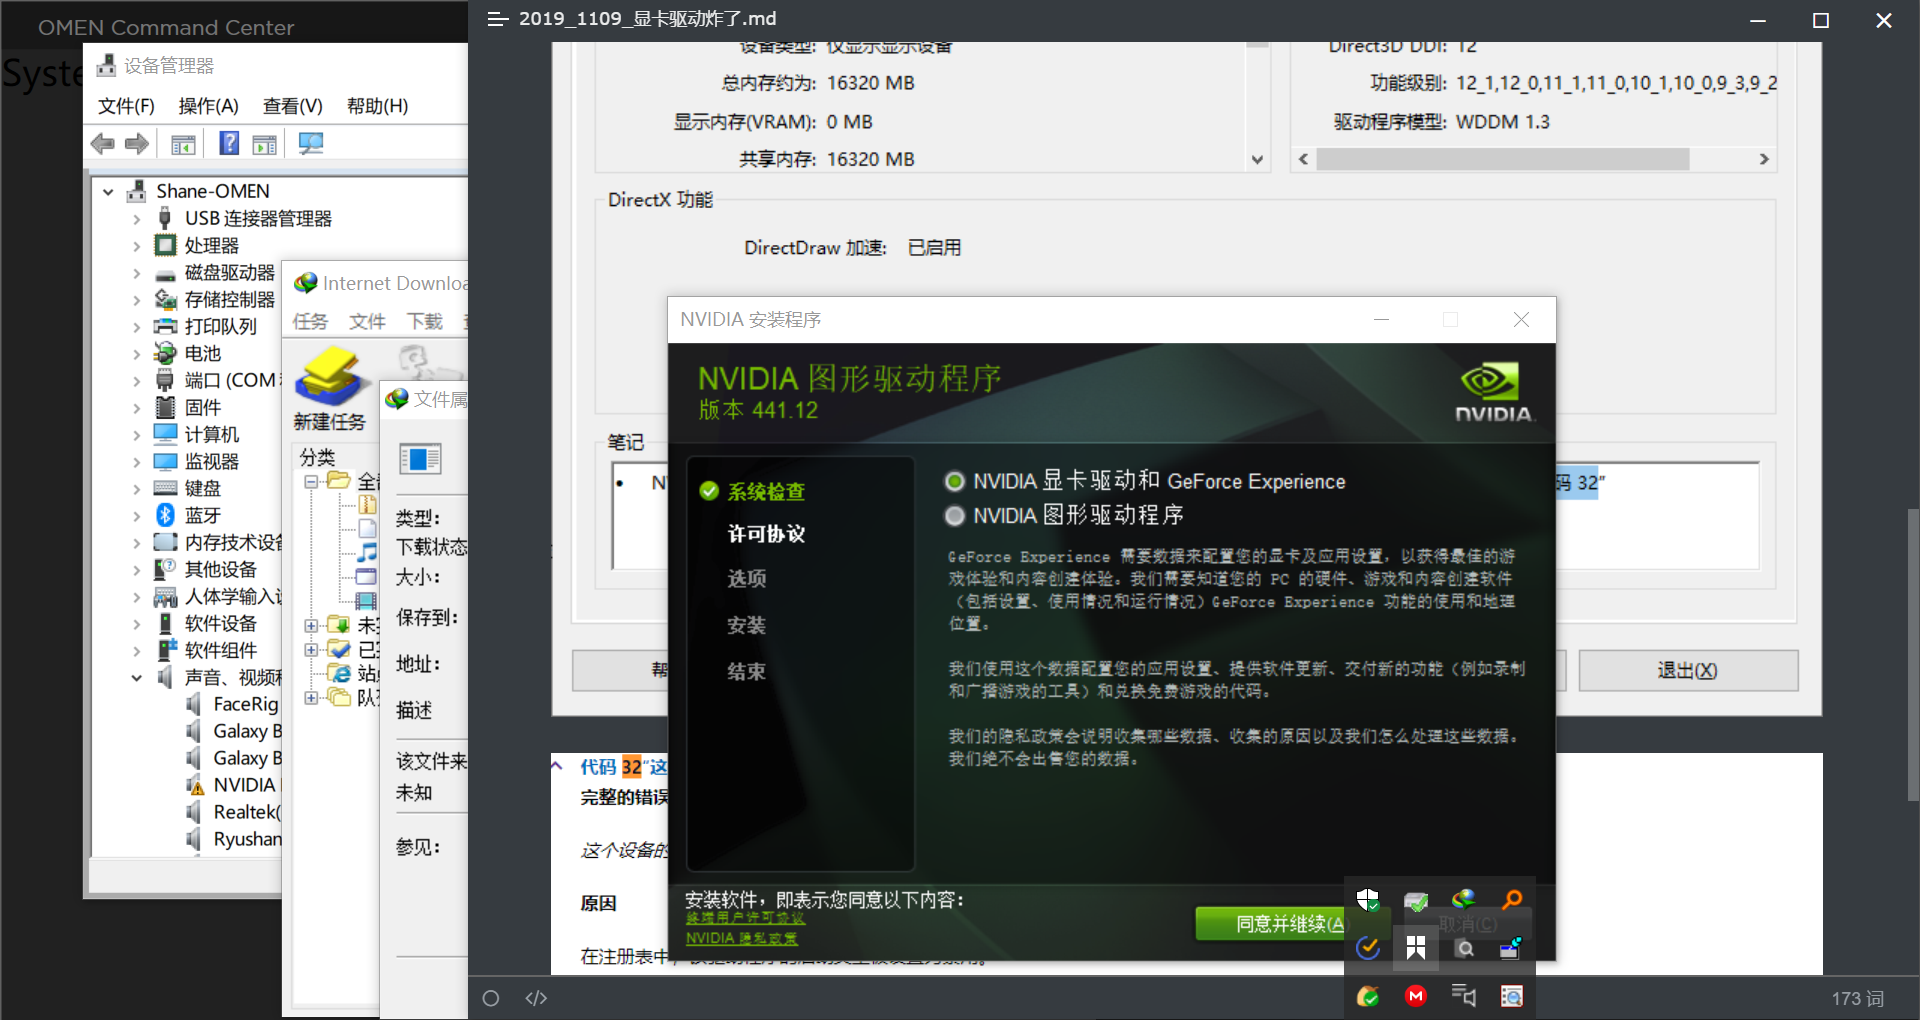 OMEN Command Center
Syste
设备管理器
文件(F) 操作(A) 查看(V) 帮助(H)
Shane-OMEN
USB 连接器管理器
处理器
磁盘驱动器
存储控制器
打印队列
电池
端口 (COM
固件
计算机
监视器
键盘
蓝牙
内存技术设备
其他设备
人体学输入
软件设备
软件组件
声音、视频
FaceRig
Galaxy B
Galaxy B
NVIDIA
Realtek(
Ryushan
Internet Downloa
任务 文件 下载
新建任务
分类
全
未
已
站
队
文件属
类型:
下载状态
大小:
保存到:
地址:
描述
该文件来
未知
参见:
2019_1109_显卡驱动炸了.md
设备类型: 仅显示显示设备
总内存约为: 16320 MB
显示内存(VRAM): 0 MB
共享内存: 16320 MB
Direct3D DDI: 12
功能级别: 12_1,12_0,11_1,11_0,10_1,10_0,9_3,9_2
驱动程序模型: WDDM 1.3
DirectX 功能
DirectDraw 加速: 已启用
笔记
码 32”
帮
退出(X)
NVIDIA 安装程序
NVIDIA 图形驱动程序
版本 441.12
NVIDIA.
系统检查
许可协议
选项
安装
结束
NVIDIA 显卡驱动和 GeForce Experience
NVIDIA 图形驱动程序
GeForce Experience 需要数据来配置您的显卡及应用设置，以获得最佳的游
戏体验和内容创建体验。我们需要知道您的 PC 的硬件、游戏和内容创建软件
（包括设置、使用情况和运行情况）GeForce Experience 功能的使用和地理
位置。
我们使用这个数据配置您的应用设置、提供软件更新、交付新的功能（例如录制
和广播游戏的工具）和兑换免费游戏的代码。
我们的隐私政策会说明收集哪些数据、收集的原因以及我们怎么处理这些数据。
我们绝不会出售您的数据。
安装软件，即表示您同意以下内容:
终端用户许可协议
NVIDIA 隐私政策
同意并继续(A
取消(C)
代码 32“这
完整的错误
这个设备的
原因
在注册表中，该驱动程序的启动类型被设置为禁用。
173 词